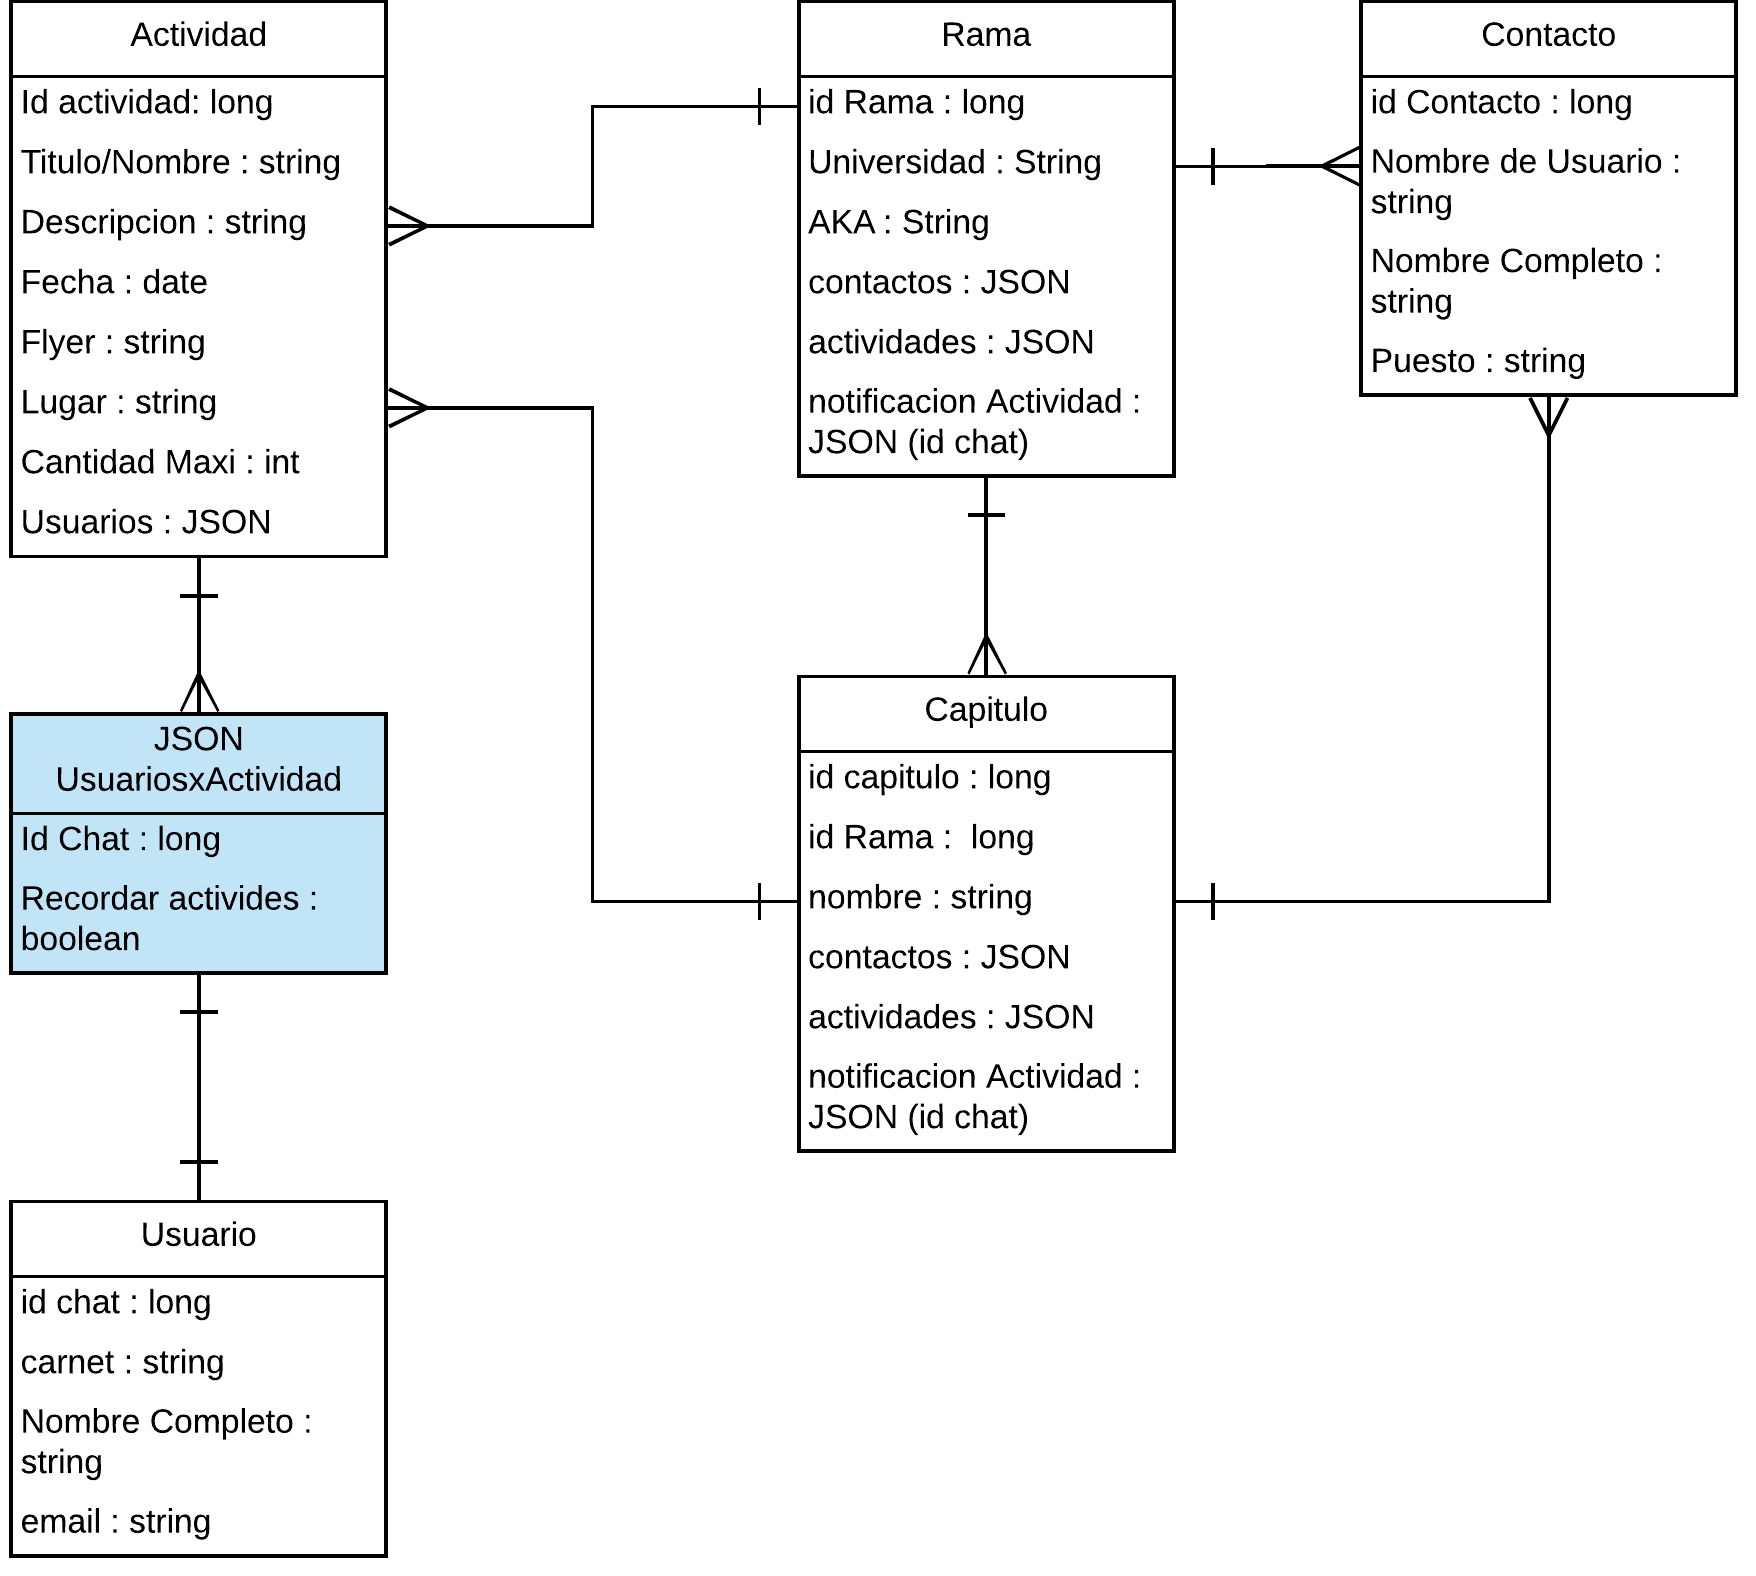 Actividad
Id actividad: long
Titulo/Nombre : string
Descripcion : string
Fecha : date
Flyer : string
Lugar : string
Cantidad Maxi : int
Usuarios : JSON
Rama
id Rama : long
Universidad : String
AKA : String
contactos : JSON
actividades : JSON
notificacion Actividad :
JSON (id chat)
Contacto
id Contacto : long
Nombre de Usuario :
string
Nombre Completo :
string
Puesto : string
JSON
UsuariosxActividad
Id Chat : long
Recordar activides :
boolean
Capitulo
id capitulo : long
id Rama :  long
nombre : string
contactos : JSON
actividades : JSON
notificacion Actividad :
JSON (id chat)
Usuario
id chat : long
carnet : string
Nombre Completo :
string
email : string